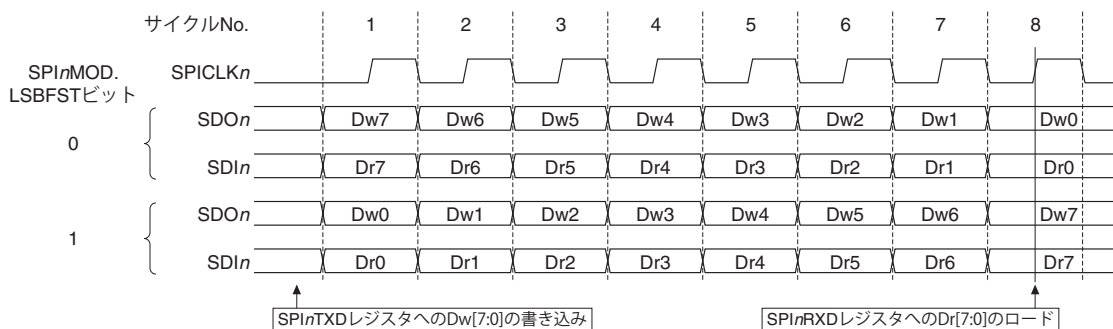 サイクルNo. 1 2 3 4 5 6 7 8
SPInMOD.
LSBFSTビット
SPICLKn
0
SDOn Dw7 Dw6 Dw5 Dw4 Dw3 Dw2 Dw1 Dw0
SDIn Dr7 Dr6 Dr5 Dr4 Dr3 Dr2 Dr1 Dr0
1
SDOn Dw0 Dw1 Dw2 Dw3 Dw4 Dw5 Dw6 Dw7
SDIn Dr0 Dr1 Dr2 Dr3 Dr4 Dr5 Dr6 Dr7
SPInTXDレジスタへのDw[7:0]の書き込み SPInRXDレジスタへのDr[7:0]のロード